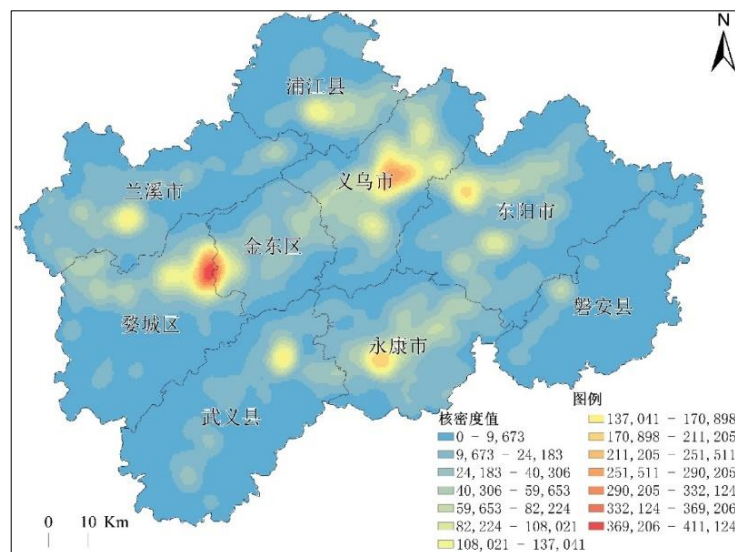 N
浦江县
兰溪市
义乌市
东阳市
金东区
磐安县
婺城区
永康市
武义县
图例
核密度值
0 - 9,673
9,673 - 24,183
24,183 - 40,306
40,306 - 59,653
59,653 - 82,224
82,224 - 108,021
108,021 - 137,041
137,041 - 170,898
170,898 - 211,205
211,205 - 251,511
251,511 - 290,205
290,205 - 332,124
332,124 - 369,206
369,206 - 411,124
0 10 Km